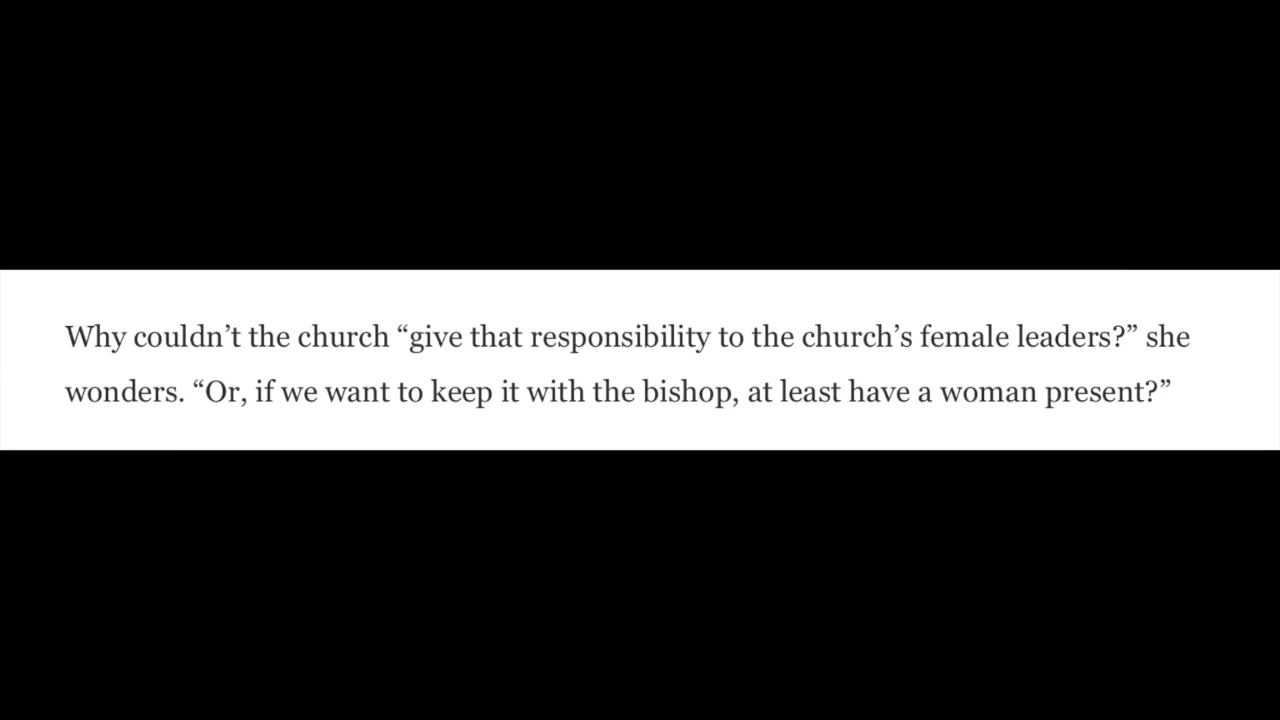 Why couldn’t the church “give that responsibility to the church’s female leaders?” she
wonders. “Or, if we want to keep it with the bishop, at least have a woman present?”